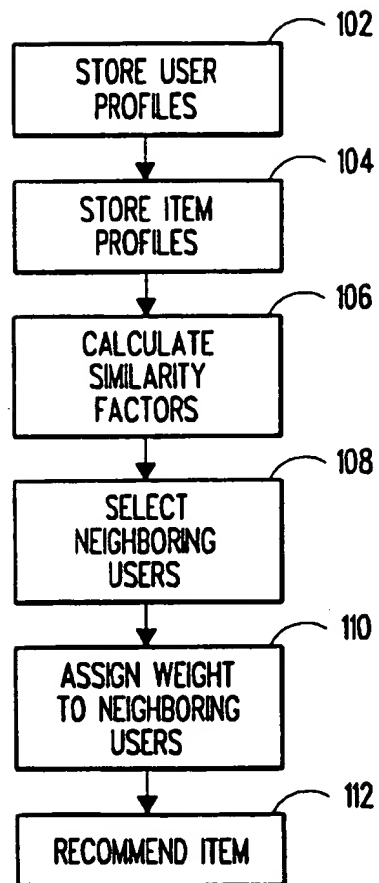 102
STORE USER
PROFILES
104
STORE ITEM
PROFILES
106
CALCULATE
SIMILARITY
FACTORS
108
SELECT
NEIGHBORING
USERS
110
ASSIGN WEIGHT
TO NEIGHBORING
USERS
112
RECOMMEND ITEM